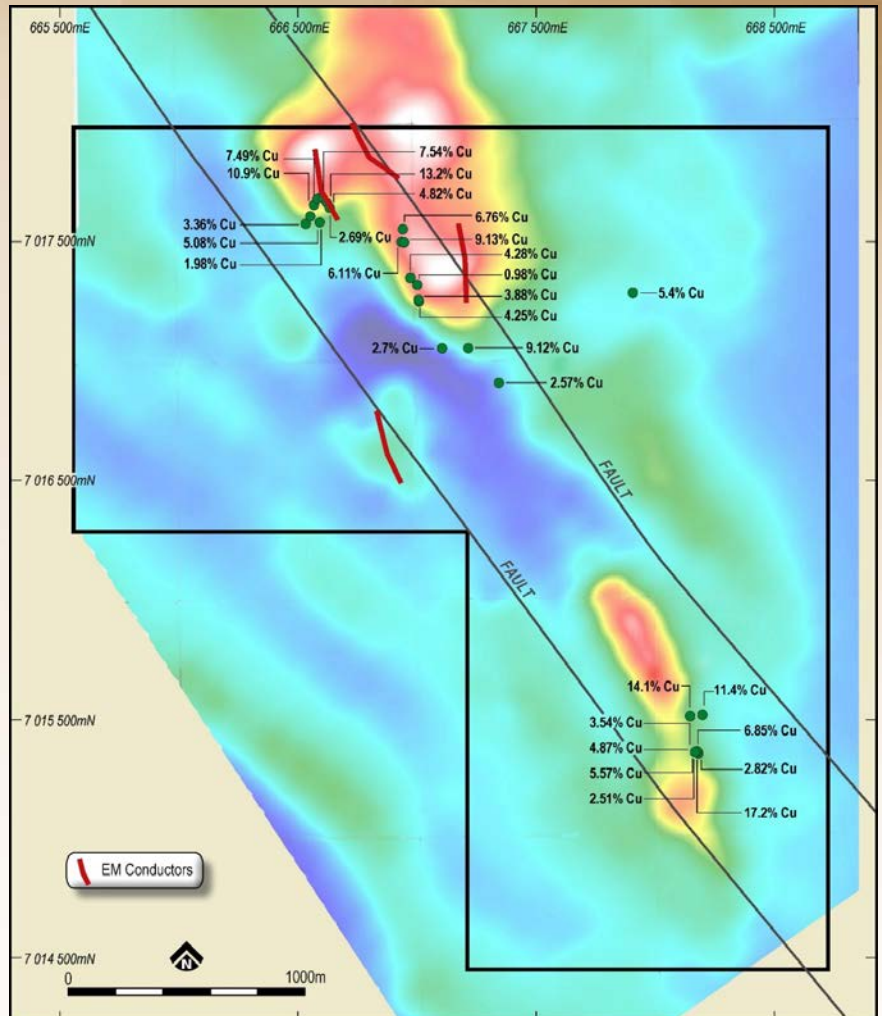 665 500mE
666 500mE
667 500mE
668 500mE
7.49% Cu
7.54% Cu
10.9% Cu
13.2% Cu
4.82% Cu
3.36% Cu
6.76% Cu
5.08% Cu
2.69% Cu
9.13% Cu
7 017 500mN
1.98% Cu
4.28% Cu
6.11% Cu
0.98% Cu
3.88% Cu
5.4% Cu
4.25% Cu
2.7% Cu
9.12% Cu
2.57% Cu
7 016 500mN
FAULT
FAULT
14.1% Cu
11.4% Cu
7 015 500mN
3.54% Cu
6.85% Cu
4.87% Cu
5.57% Cu
2.82% Cu
2.51% Cu
17.2% Cu
EM Conductors
7 014 500mN
N
0
1000m